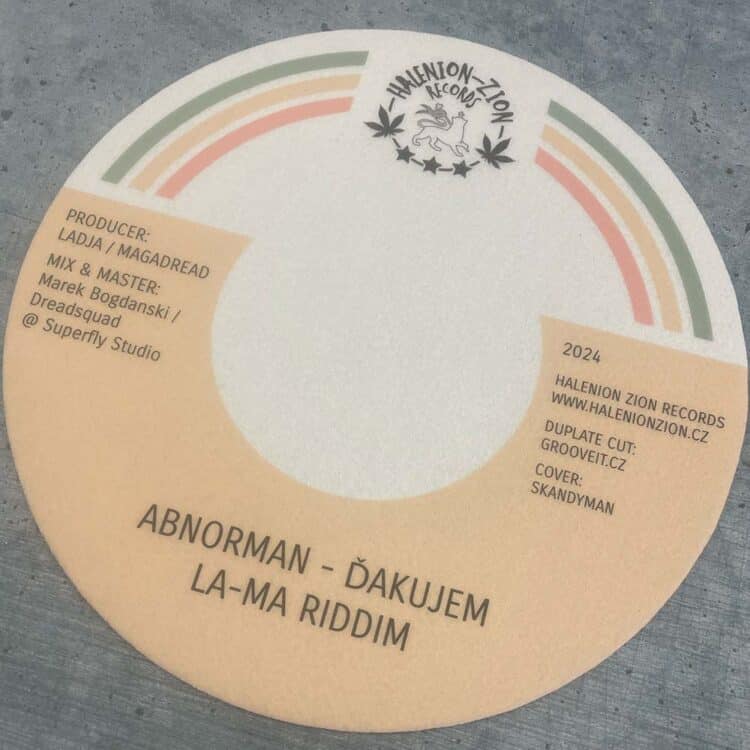 HALENION-ZION
RECORDS
PRODUCER:
LADJA / MAGADREAD
MIX & MASTER:
Marek Bogdanski /
Dreadsquad
@ Superfly Studio
2024
HALENION ZION RECORDS
WWW.HALENIONZION.CZ
DUPLATE CUT:
GROOVEIT.CZ
COVER:
SKANDYMAN
ABNORMAN - ĎAKUJEM
LA-MA RIDDIM